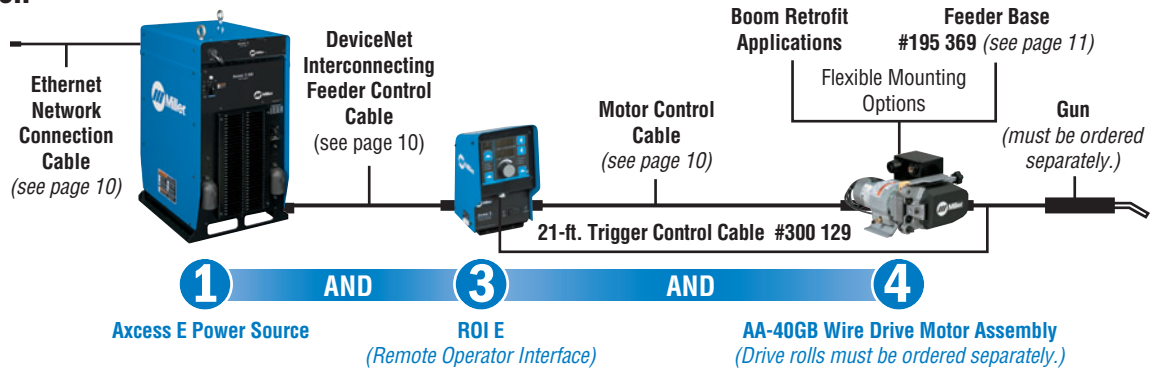 Ethernet
Network
Connection
Cable
(see page 10)
Miller
DeviceNet
Interconnecting
Feeder Control
Cable
(see page 10)
Motor Control
Cable
(see page 10)
Boom Retrofit
Applications
Feeder Base
#195 369 (see page 11)
Flexible Mounting
Options
Gun
(must be ordered
separately.)
21-ft. Trigger Control Cable #300 129
1 AND 3 AND 4
Axcess E Power Source
ROI E
(Remote Operator Interface)
AA-40GB Wire Drive Motor Assembly
(Drive rolls must be ordered separately.)